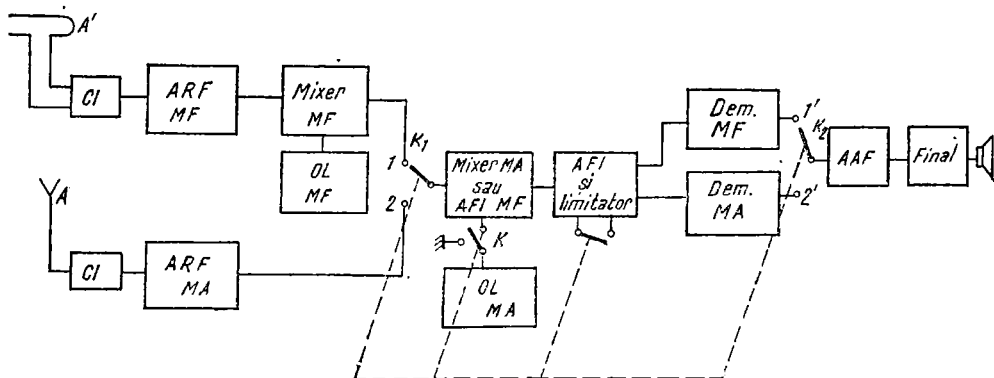 A'
CI
ARF
MF
Mixer
MF
OL
MF
K₁
1
2
A
CI
ARF
MA
Mixer MA
sau
AFI MF
K
OL
MA
AFI
și
limitator
Dem.
MF
Dem.
MA
1'
K₂
2'
AAF
Final